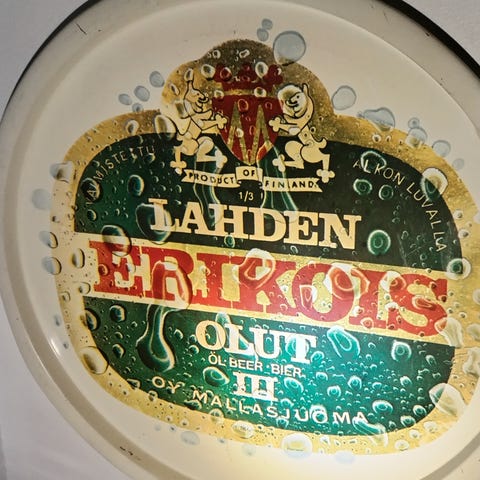 VALMISTETTU ALKON LUVALLA
PRODUCT OF FINLAND
1/3
LAHDEN
ERIKOIS
OLUT
ÖL·BEER·BIER
III
OY MALLASJUOMA